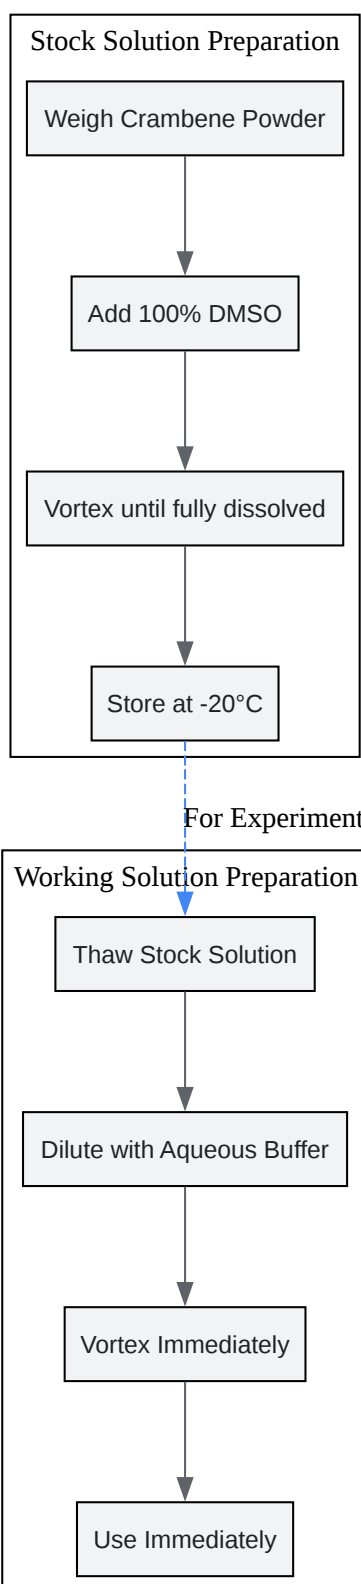 Stock Solution Preparation
Weigh Crambene Powder
Add 100% DMSO
Vortex until fully dissolved
Store at -20°C
For Experiment
Working Solution Preparation
Thaw Stock Solution
Dilute with Aqueous Buffer
Vortex Immediately
Use Immediately